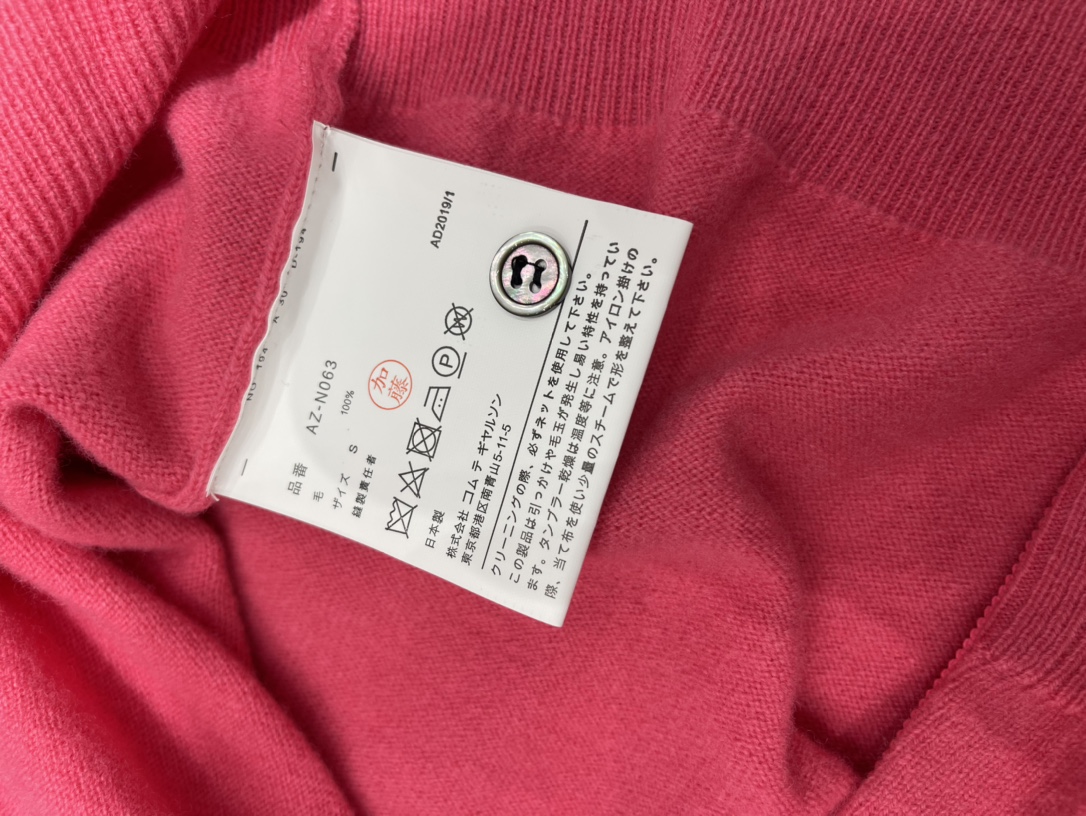 品番 AZ-N063
毛 100%
サイズ S
縫製責任者 加藤
P
日本製 AD2019/1
株式会社 コム デ ギャルソン
東京都港区南青山5-11-5
クリーニングの際、必ずネットを使用して下さい。
この製品は引っかけや毛玉が発生し易い特性を持ってい
ます。タンブラー乾燥は温度等に注意。アイロン掛けの
際、当て布を使い少量のスチームで形を整えて下さい。